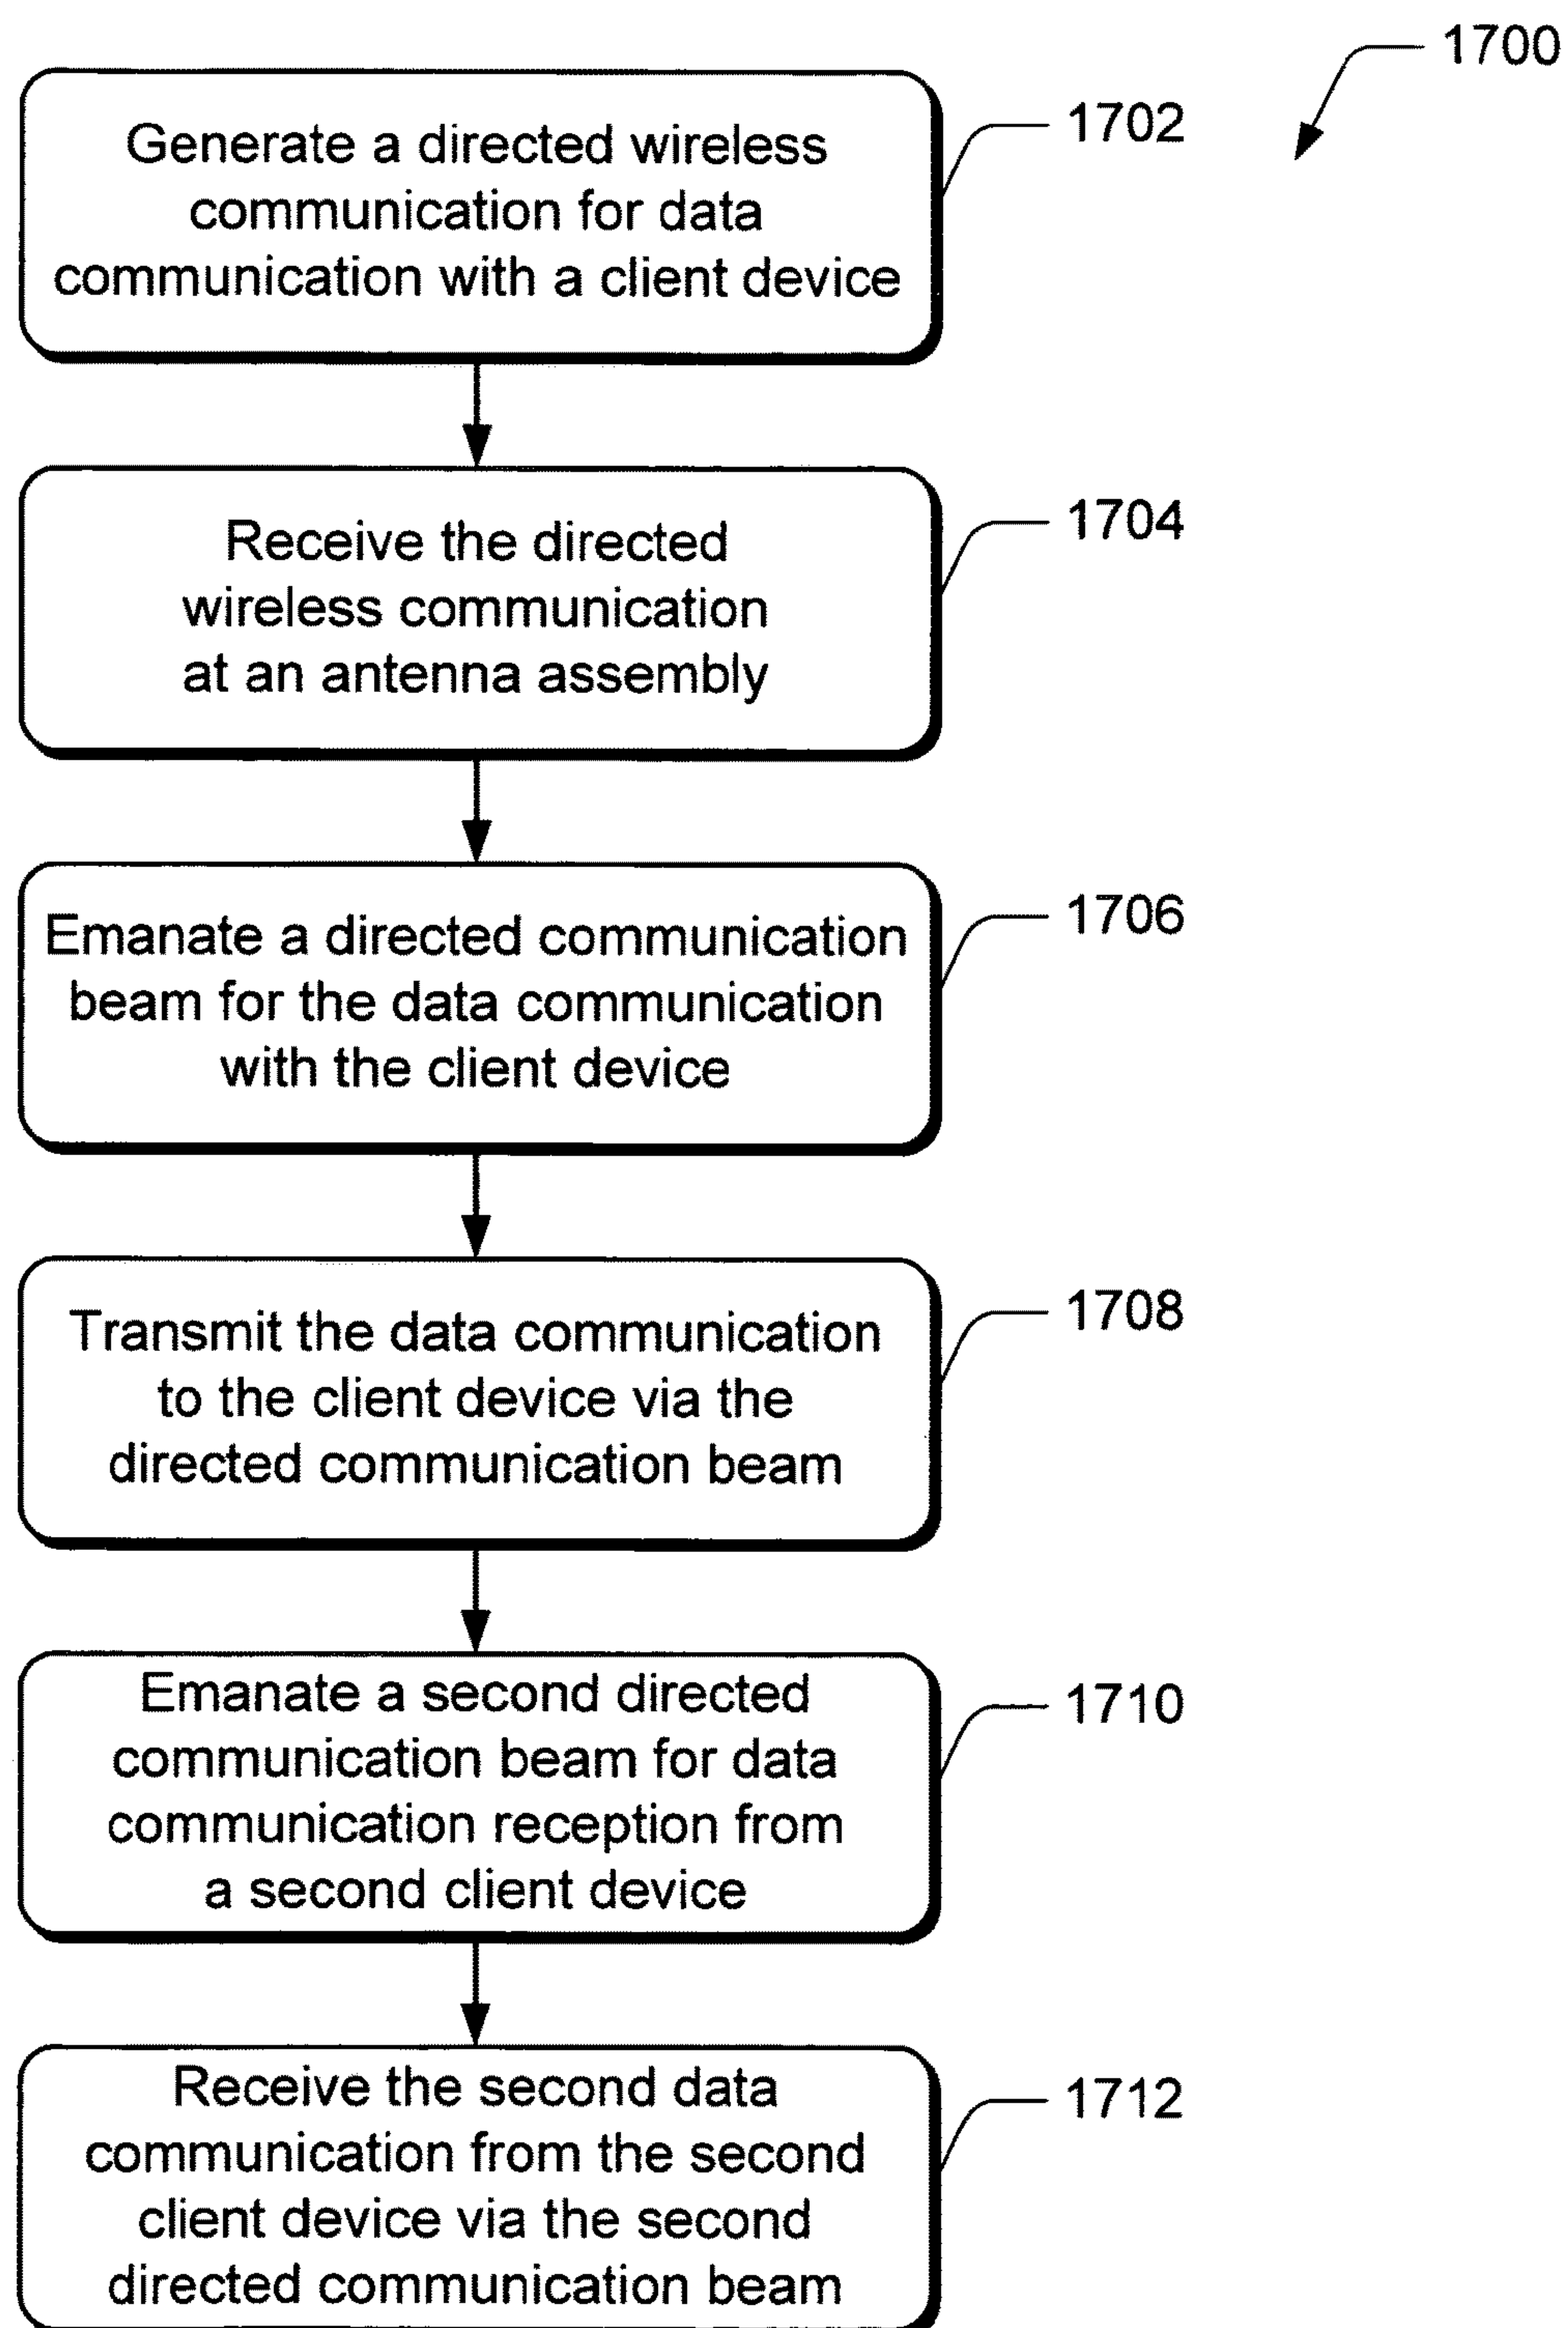 1700
Generate a directed wireless
communication for data
communication with a client device
1702
Receive the directed
wireless communication
at an antenna assembly
1704
Emanate a directed communication
beam for the data communication
with the client device
1706
Transmit the data communication
to the client device via the
directed communication beam
1708
Emanate a second directed
communication beam for data
communication reception from
a second client device
1710
Receive the second data
communication from the second
client device via the second
directed communication beam
1712